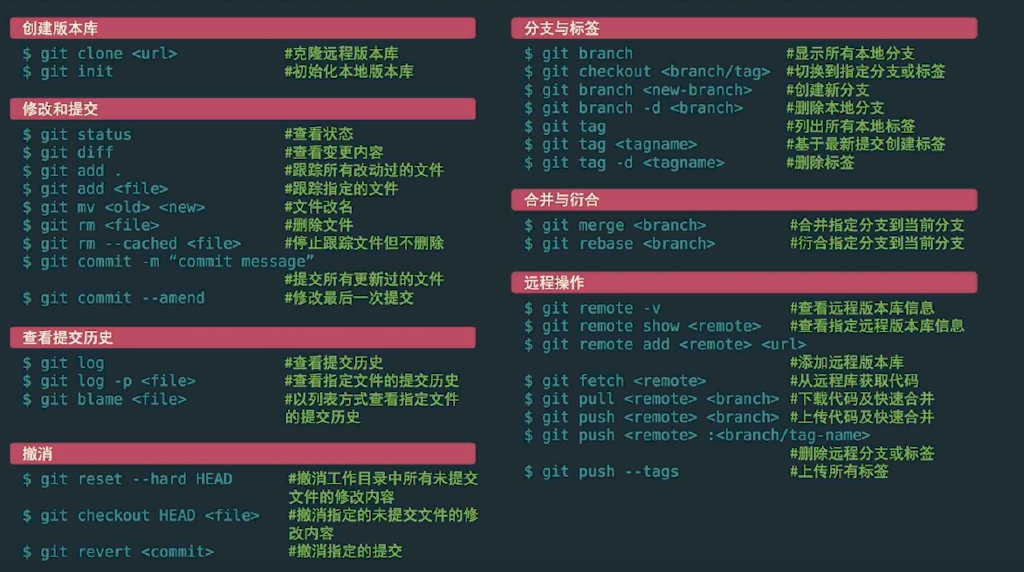 创建版本库
$ git clone <url> #克隆远程版本库
$ git init #初始化本地版本库
修改和提交
$ git status #查看状态
$ git diff #查看变更内容
$ git add . #跟踪所有改动过的文件
$ git add <file> #跟踪指定的文件
$ git mv <old> <new> #文件改名
$ git rm <file> #删除文件
$ git rm --cached <file> #停止跟踪文件但不删除
$ git commit -m “commit message”
#提交所有更新过的文件
$ git commit --amend #修改最后一次提交
查看提交历史
$ git log #查看提交历史
$ git log -p <file> #查看指定文件的提交历史
$ git blame <file> #以列表方式查看指定文件
的提交历史
撤消
$ git reset --hard HEAD #撤消工作目录中所有未提交
文件的修改内容
$ git checkout HEAD <file> #撤消指定的未提交文件的修
改内容
$ git revert <commit> #撤消指定的提交
分支与标签
$ git branch #显示所有本地分支
$ git checkout <branch/tag> #切换到指定分支或标签
$ git branch <new-branch> #创建新分支
$ git branch -d <branch> #删除本地分支
$ git tag #列出所有本地标签
$ git tag <tagname> #基于最新提交创建标签
$ git tag -d <tagname> #删除标签
合并与衍合
$ git merge <branch> #合并指定分支到当前分支
$ git rebase <branch> #衍合指定分支到当前分支
远程操作
$ git remote -v #查看远程版本库信息
$ git remote show <remote> #查看指定远程版本库信息
$ git remote add <remote> <url>
#添加远程版本库
$ git fetch <remote> #从远程库获取代码
$ git pull <remote> <branch> #下载代码及快速合并
$ git push <remote> <branch> #上传代码及快速合并
$ git push <remote> :<branch/tag-name>
#删除远程分支或标签
$ git push --tags #上传所有标签